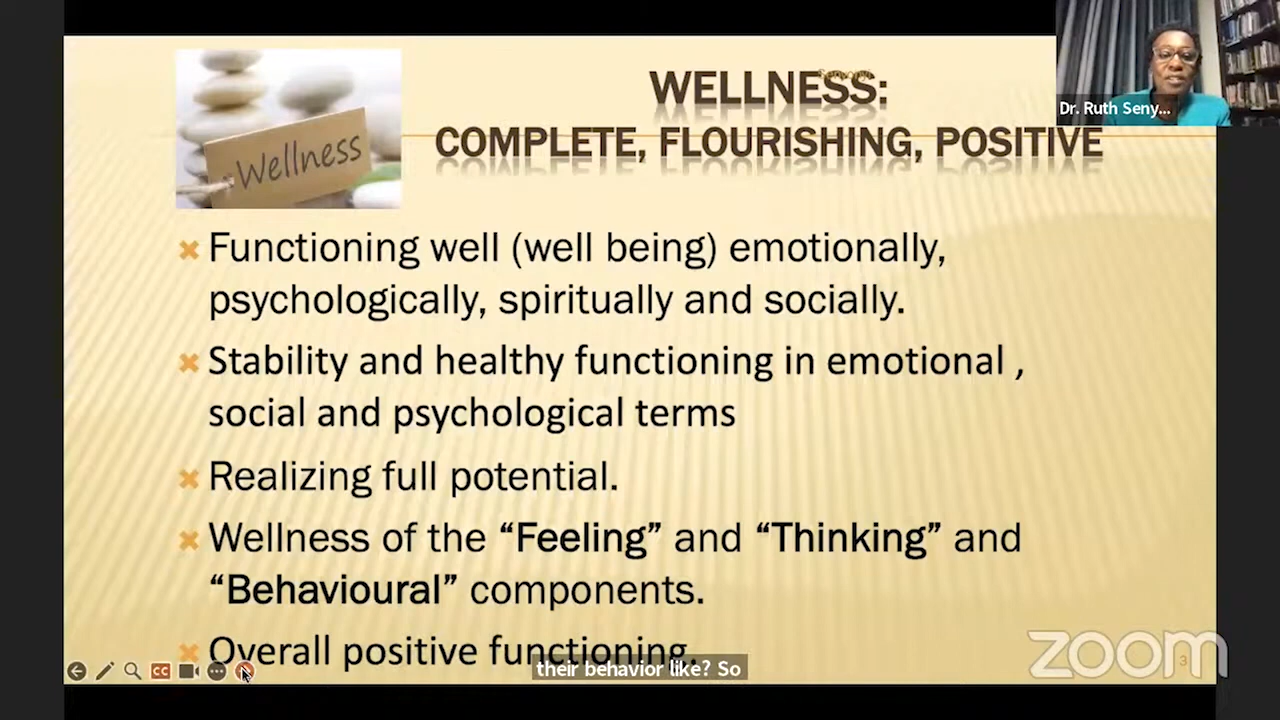 WELLNESS:
COMPLETE, FLOURISHING, POSITIVE
Wellness
Dr. Ruth Seny...
Functioning well (well being) emotionally,
psychologically, spiritually and socially.
Stability and healthy functioning in emotional ,
social and psychological terms
Realizing full potential.
Wellness of the “Feeling” and “Thinking” and
“Behavioural” components.
Overall positive functioning.
CC
their behavior like? So
zoom
3